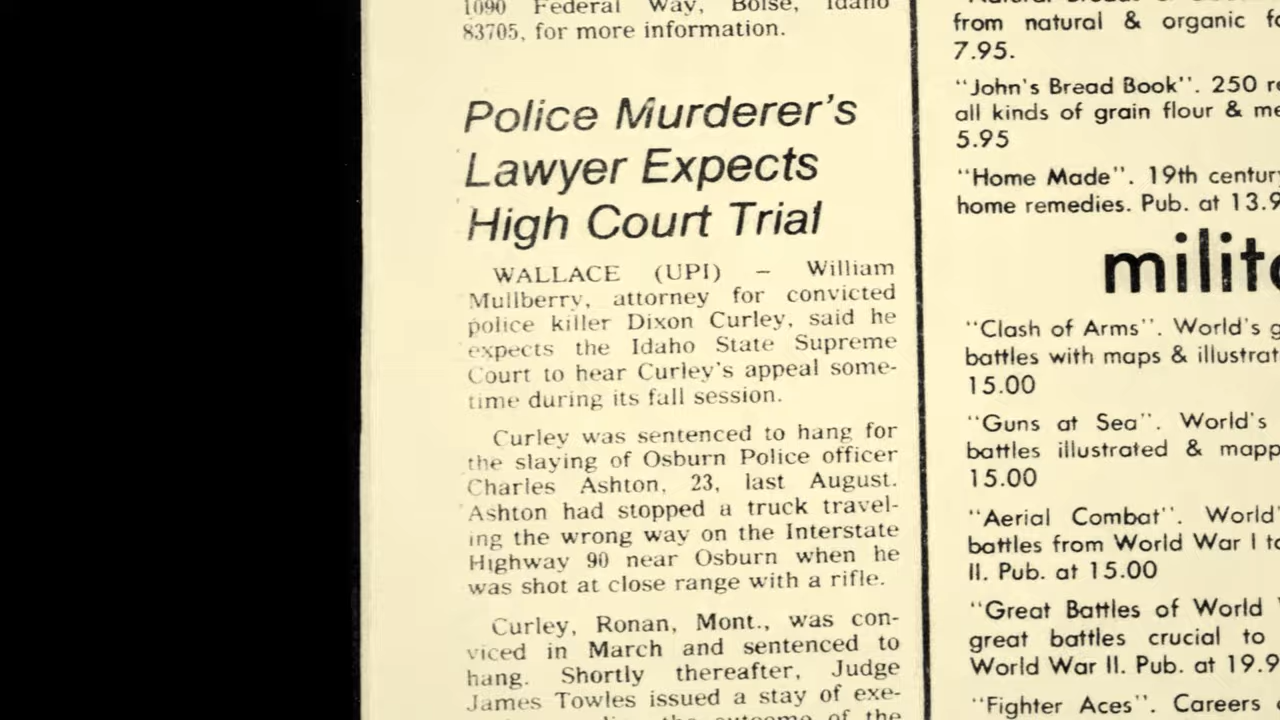 1090 Federal Way, Boise, Idaho
83705, for more information.
Police Murderer's
Lawyer Expects
High Court Trial
WALLACE (UPI) — William
Mullberry, attorney for convicted
police killer Dixon Curley, said he
expects the Idaho State Supreme
Court to hear Curley's appeal some-
time during its fall session.
Curley was sentenced to hang for
the slaying of Osburn Police officer
Charles Ashton, 23, last August.
Ashton had stopped a truck travel-
ing the wrong way on the Interstate
Highway 90 near Osburn when he
was shot at close range with a rifle.
Curley, Ronan, Mont., was con-
viced in March and sentenced to
hang. Shortly thereafter, Judge
James Towles issued a stay of exe-
the outcome of the
from natural & organic
7.95.
"John's Bread Book". 250
all kinds of grain flour &
5.95
"Home Made". 19th century
home remedies. Pub. at 13.9
"Clash of Arms". World's
battles with maps & illustrat
15.00
"Guns at Sea". World's
battles illustrated & mapp
15.00
"Aerial Combat". World'
battles from World War I to
II. Pub. at 15.00
"Great Battles of World
great battles crucial to
World War II. Pub. at 19.9
"Fighter Aces". Careers